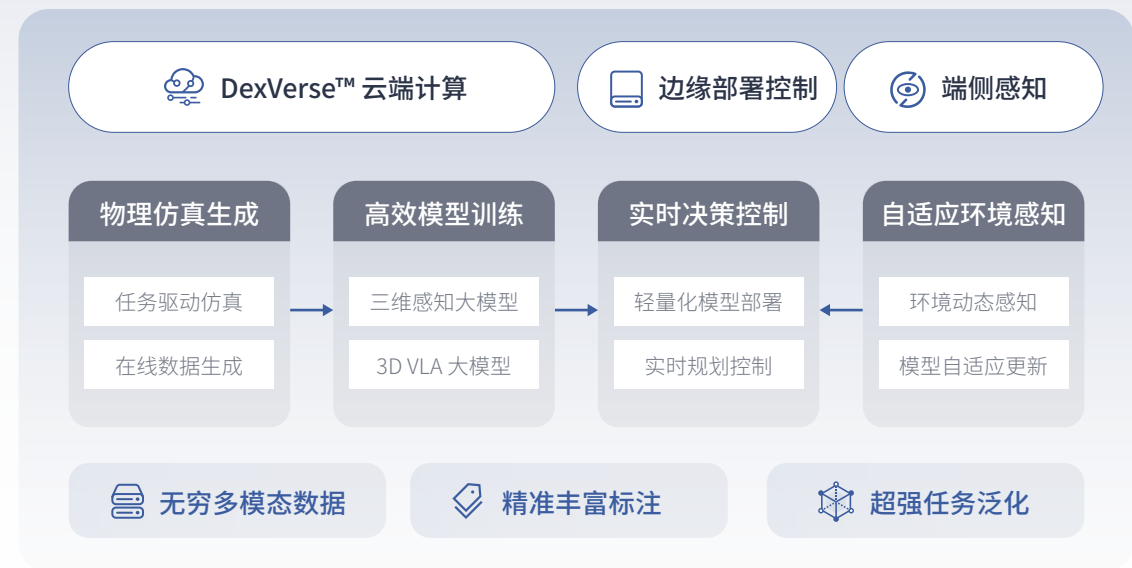 DexVerse™ 云端计算
边缘部署控制
端侧感知
物理仿真生成
高效模型训练
实时决策控制
自适应环境感知
任务驱动仿真
三维感知大模型
轻量化模型部署
环境动态感知
在线数据生成
3D VLA 大模型
实时规划控制
模型自适应更新
无穷多模态数据
精准丰富标注
超强任务泛化